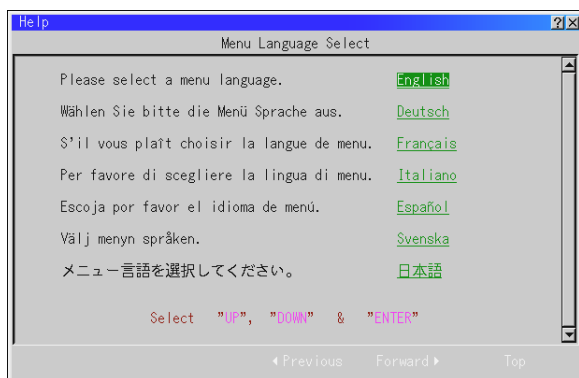 Help
Menu Language Select
Please select a menu language. English
Wählen Sie bitte die Menü Sprache aus. Deutsch
S'il vous plaît choisir la langue de menu. Français
Per favore di scegliere la lingua di menu. Italiano
Escoja por favor el idioma de menú. Español
Välj menyn språken. Svenska
メニュー言語を選択してください。 日本語
Select "UP", "DOWN" & "ENTER"
Previous Forward Top